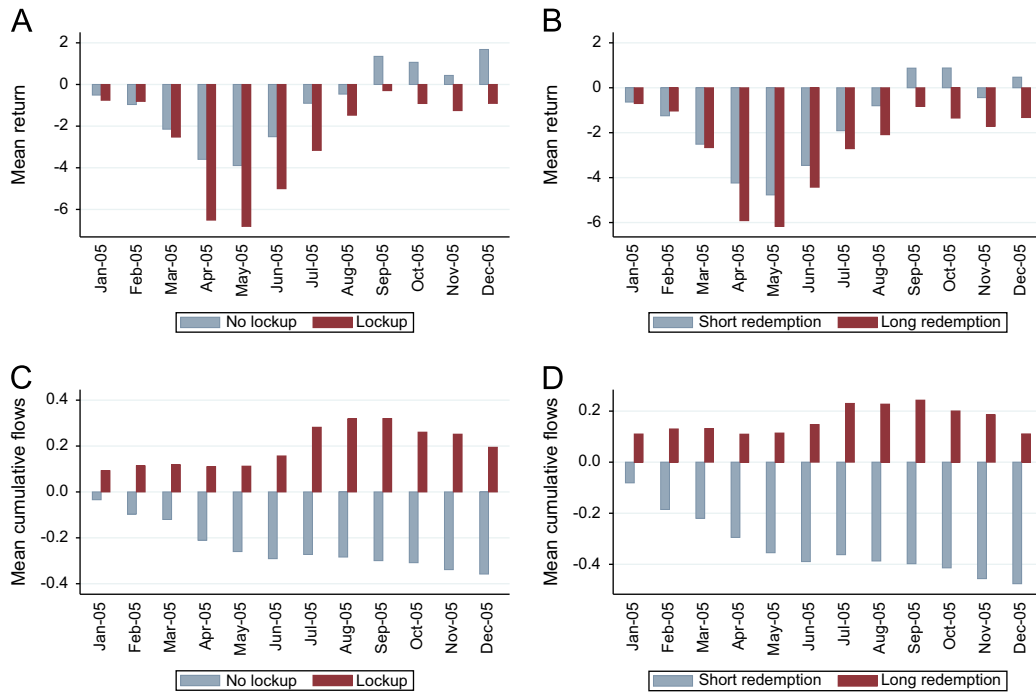 A
Mean return
2
0
-2
-4
-6
Jan-05
Feb-05
Mar-05
Apr-05
May-05
Jun-05
Jul-05
Aug-05
Sep-05
Oct-05
Nov-05
Dec-05
No lockup
Lockup
B
Mean return
2
0
-2
-4
-6
Jan-05
Feb-05
Mar-05
Apr-05
May-05
Jun-05
Jul-05
Aug-05
Sep-05
Oct-05
Nov-05
Dec-05
Short redemption
Long redemption
C
Mean cumulative flows
0.4
0.2
0.0
-0.2
-0.4
Jan-05
Feb-05
Mar-05
Apr-05
May-05
Jun-05
Jul-05
Aug-05
Sep-05
Oct-05
Nov-05
Dec-05
No lockup
Lockup
D
Mean cumulative flows
0.2
0.0
-0.2
-0.4
Jan-05
Feb-05
Mar-05
Apr-05
May-05
Jun-05
Jul-05
Aug-05
Sep-05
Oct-05
Nov-05
Dec-05
Short redemption
Long redemption